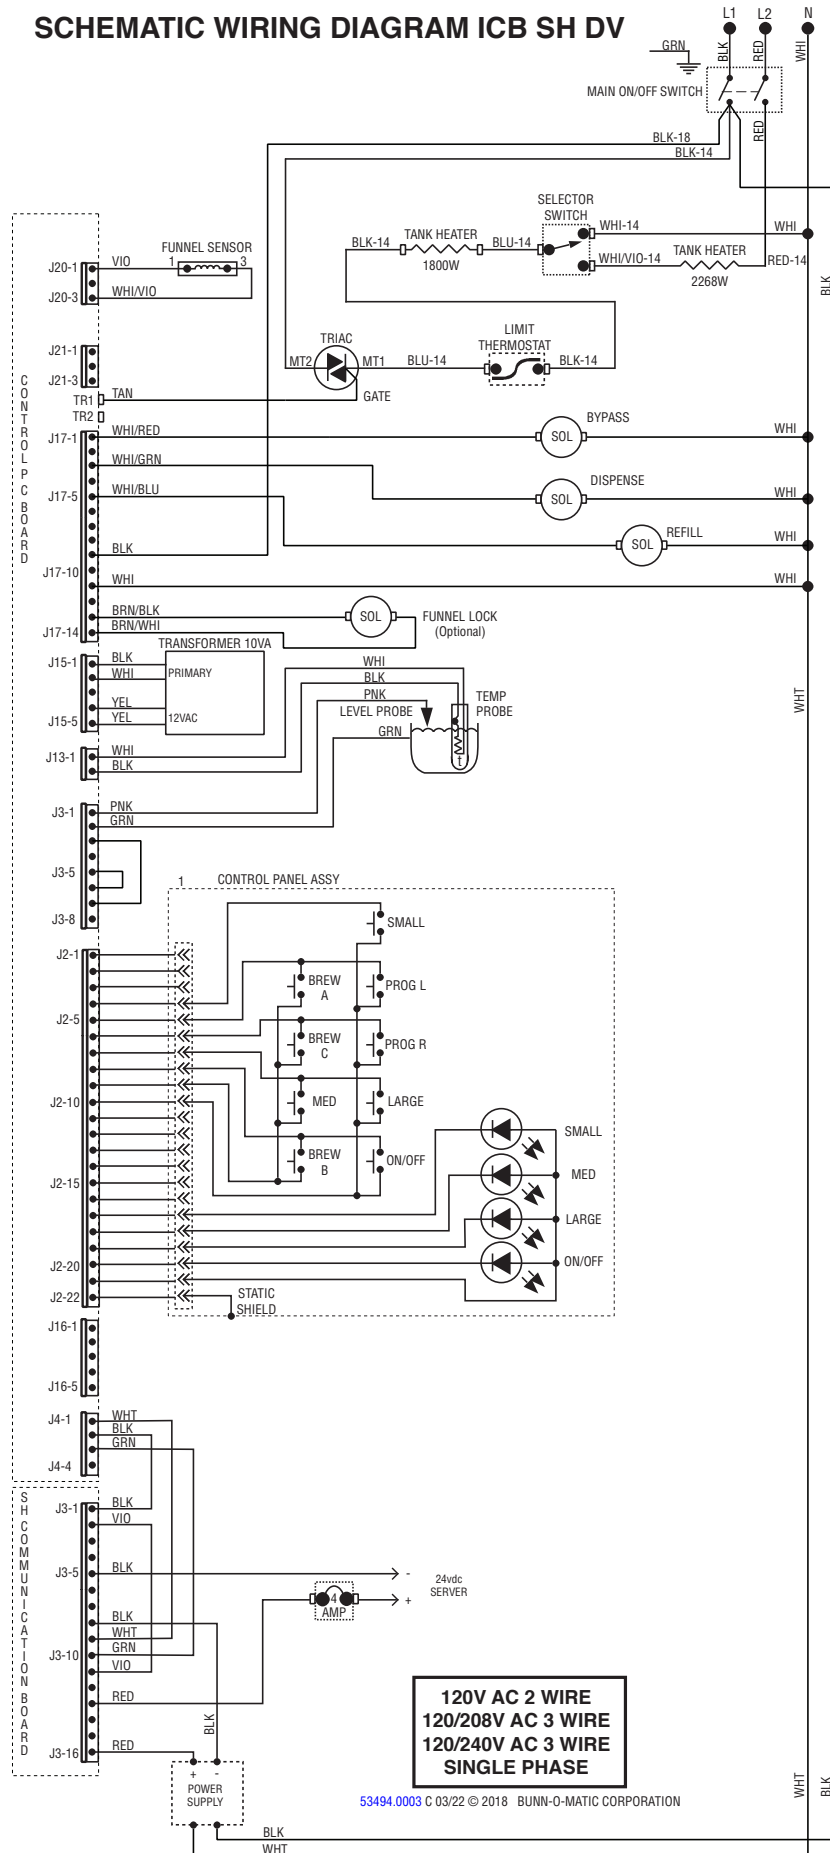 SCHEMATIC WIRING DIAGRAM ICB SH DV
L1 L2 N
GRN
BLK
RED
WHI
MAIN ON/OFF SWITCH
RED
BLK-18
BLK-14
SELECTOR
SWITCH
WHI-14
WHI
BLK-14
TANK HEATER
1800W
BLU-14
WHI/VIO-14
TANK HEATER
2268W
RED-14
BLK
FUNNEL SENSOR
J20-1
VIO
1
3
J20-3
WHI/VIO
J21-1
J21-3
CONTROL PC BOARD
TRIAC
MT2
MT1
BLU-14
LIMIT
THERMOSTAT
BLK-14
GATE
TR1
TAN
TR2
J17-1
WHI/RED
SOL
BYPASS
WHI
WHI/GRN
J17-5
WHI/BLU
SOL
DISPENSE
WHI
SOL
REFILL
WHI
BLK
J17-10
WHI
WHI
BRN/BLK
SOL
FUNNEL LOCK
(Optional)
J17-14
BRN/WHI
TRANSFORMER 10VA
J15-1
BLK
WHI
PRIMARY
YEL
J15-5
YEL
12VAC
WHI
BLK
PNK
LEVEL PROBE
TEMP
PROBE
GRN
t
WHT
J13-1
WHI
BLK
J3-1
PNK
GRN
J3-5
J3-8
1
CONTROL PANEL ASSY
SMALL
J2-1
BREW
A
PROG L
J2-5
BREW
C
PROG R
J2-10
MED
LARGE
BREW
B
ON/OFF
J2-15
SMALL
MED
LARGE
ON/OFF
J2-20
J2-22
STATIC
SHIELD
J16-1
J16-5
J4-1
WHT
BLK
GRN
J4-4
SH COMMUNICATION BOARD
J3-1
BLK
VIO
J3-5
BLK
-
24vdc
SERVER
+
4
AMP
BLK
WHT
J3-10
GRN
VIO
RED
BLK
J3-16
RED
+ -
POWER
SUPPLY
120V AC 2 WIRE
120/208V AC 3 WIRE
120/240V AC 3 WIRE
SINGLE PHASE
53494.0003 C 03/22 © 2018 BUNN-O-MATIC CORPORATION
WHT
BLK
BLK
WHT